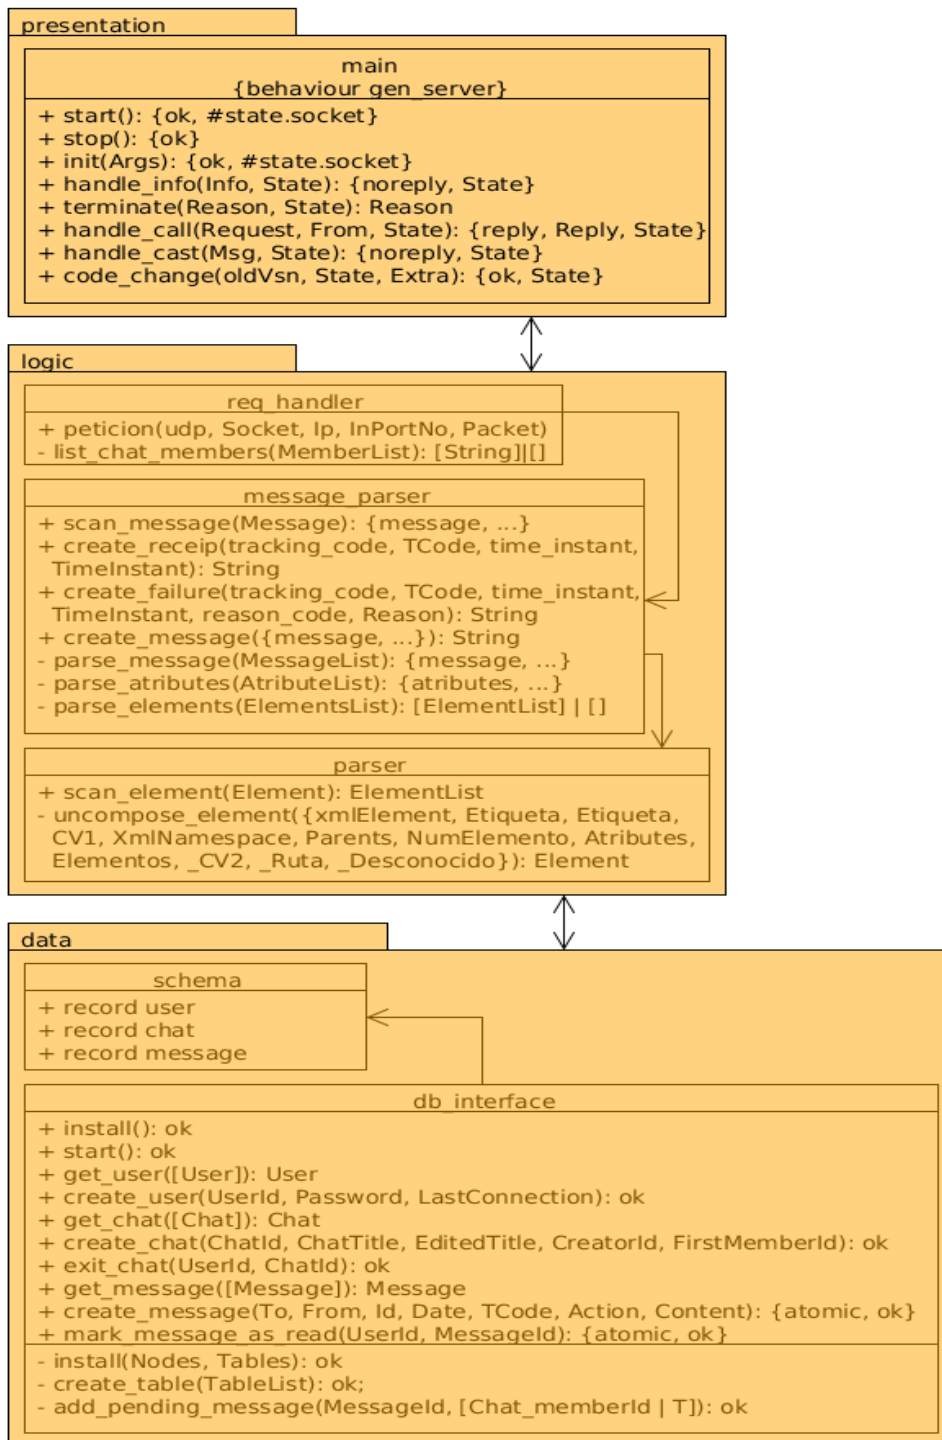 presentation
main
{behaviour gen_server}
+ start(): {ok, #state.socket}
+ stop(): {ok}
+ init(Args): {ok, #state.socket}
+ handle_info(Info, State): {noreply, State}
+ terminate(Reason, State): Reason
+ handle_call(Request, From, State): {reply, Reply, State}
+ handle_cast(Msg, State): {noreply, State}
+ code_change(oldVsn, State, Extra): {ok, State}
logic
req_handler
+ peticion(udp, Socket, Ip, InPortNo, Packet)
- list_chat_members(MemberList): [String]|[]
message_parser
+ scan_message(Message): {message, ...}
+ create_receip(tracking_code, TCode, time_instant,
TimeInstant): String
+ create_failure(tracking_code, TCode, time_instant,
TimeInstant, reason_code, Reason): String
+ create_message({message, ...}): String
- parse_message(MessageList): {message, ...}
- parse_atributes(AtributeList): {atributes, ...}
- parse_elements(ElementsList): [ElementList] | []
parser
+ scan_element(Element): ElementList
- uncompose_element({xmlElement, Etiqueta, Etiqueta,
CV1, XmlNamespace, Parents, NumElemento, Atributes,
Elementos, _CV2, _Ruta, _Desconocido}): Element
data
schema
+ record user
+ record chat
+ record message
db_interface
+ install(): ok
+ start(): ok
+ get_user([User]): User
+ create_user(UserId, Password, LastConnection): ok
+ get_chat([Chat]): Chat
+ create_chat(ChatId, ChatTitle, EditedTitle, CreatorId, FirstMemberId): ok
+ exit_chat(UserId, ChatId): ok
+ get_message([Message]): Message
+ create_message(To, From, Id, Date, TCode, Action, Content): {atomic, ok}
+ mark_message_as_read(UserId, MessageId): {atomic, ok}
- install(Nodes, Tables): ok
- create_table(TableList): ok;
- add_pending_message(MessageId, [Chat_memberId | T]): ok